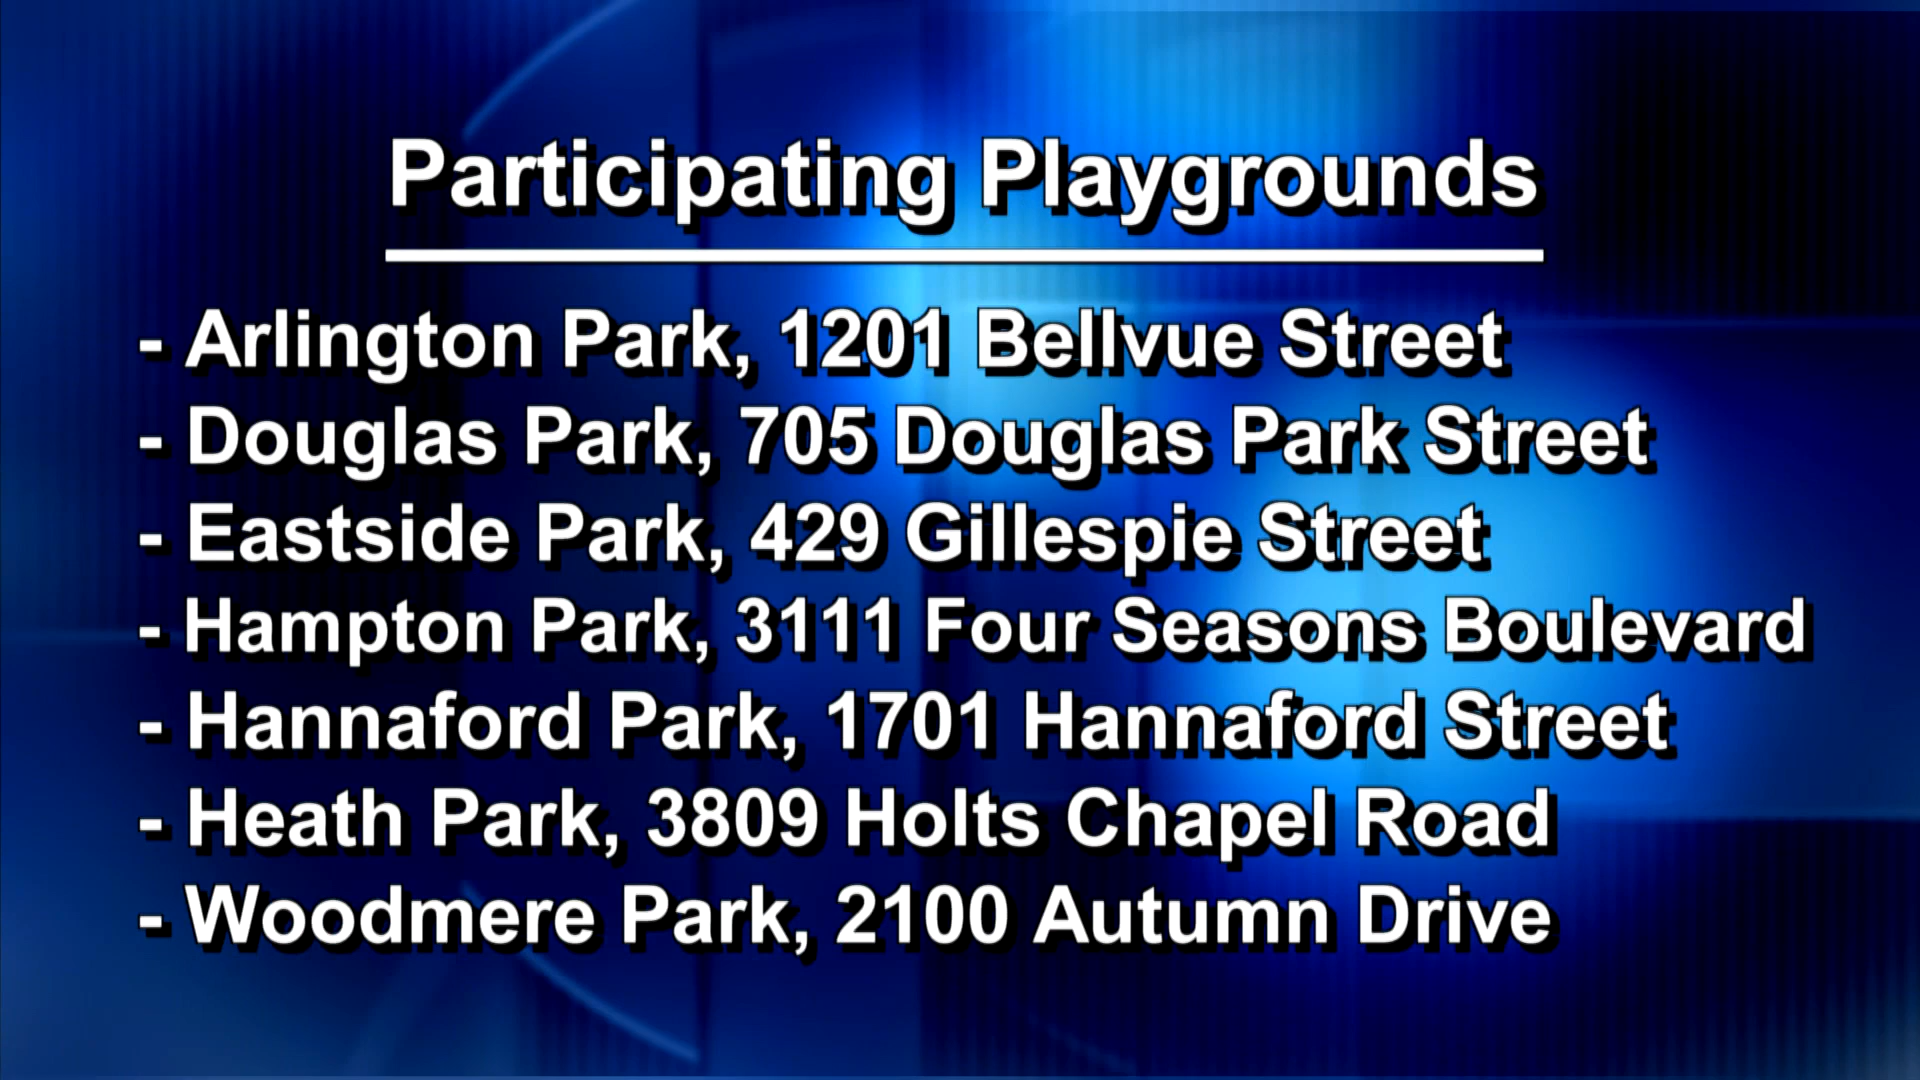 Participating Playgrounds
- Arlington Park, 1201 Bellvue Street
- Douglas Park, 705 Douglas Park Street
- Eastside Park, 429 Gillespie Street
- Hampton Park, 3111 Four Seasons Boulevard
- Hannaford Park, 1701 Hannaford Street
- Heath Park, 3809 Holts Chapel Road
- Woodmere Park, 2100 Autumn Drive